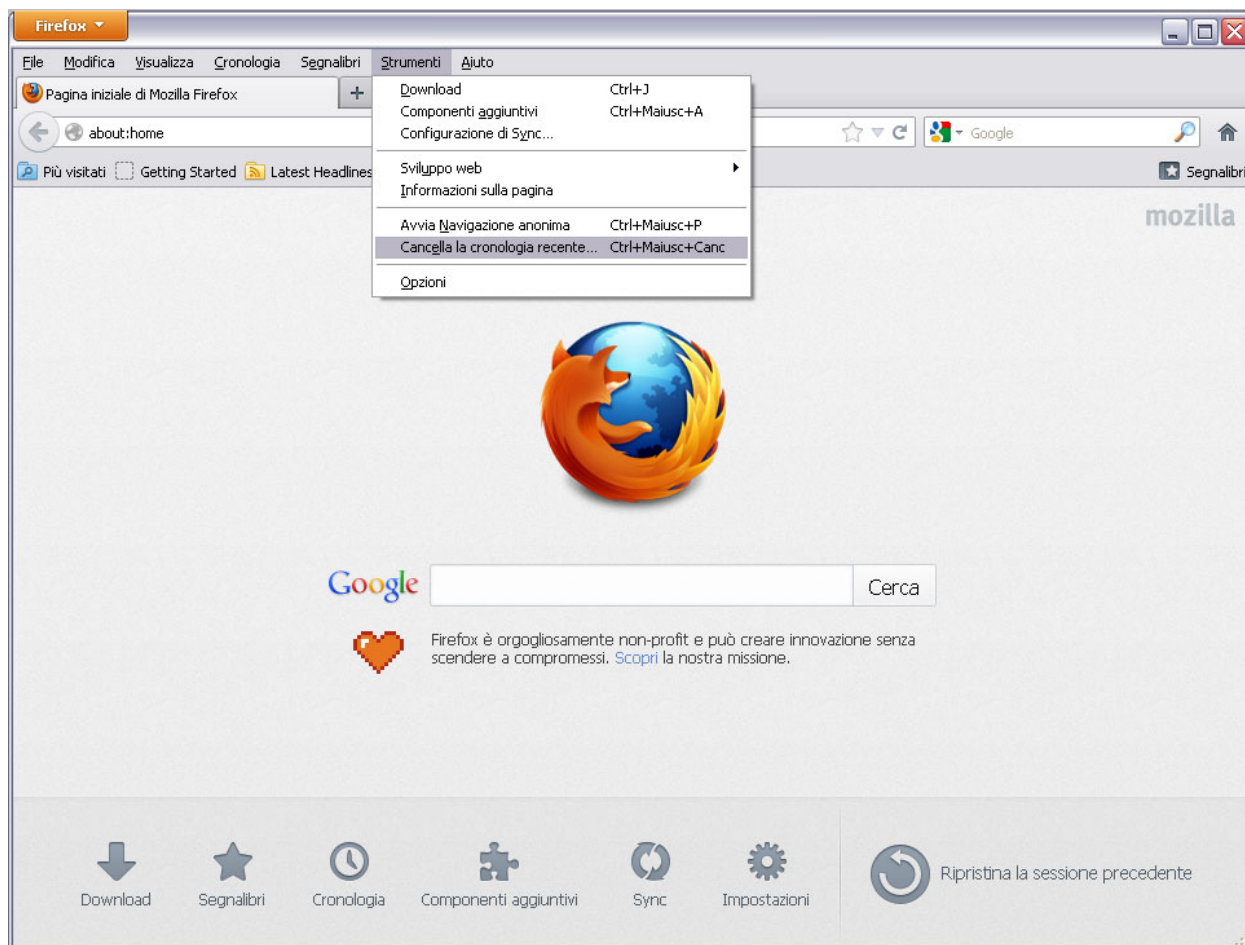 Firefox
File Modifica Visualizza Cronologia Segnalibri Strumenti Aiuto
Pagina iniziale di Mozilla Firefox
about:home
Google
Più visitati Getting Started Latest Headlines
Segnalibri
Download Ctrl+J
Componenti aggiuntivi Ctrl+Maiusc+A
Configurazione di Sync...
Sviluppo web
Informazioni sulla pagina
Avvia Navigazione anonima Ctrl+Maiusc+P
Cancella la cronologia recente... Ctrl+Maiusc+Canc
Opzioni
mozilla
Google
Cerca
Firefox è orgogliosamente non-profit e può creare innovazione senza
scendere a compromessi. Scopri la nostra missione.
Download Segnalibri Cronologia Componenti aggiuntivi Sync Impostazioni
Ripristina la sessione precedente